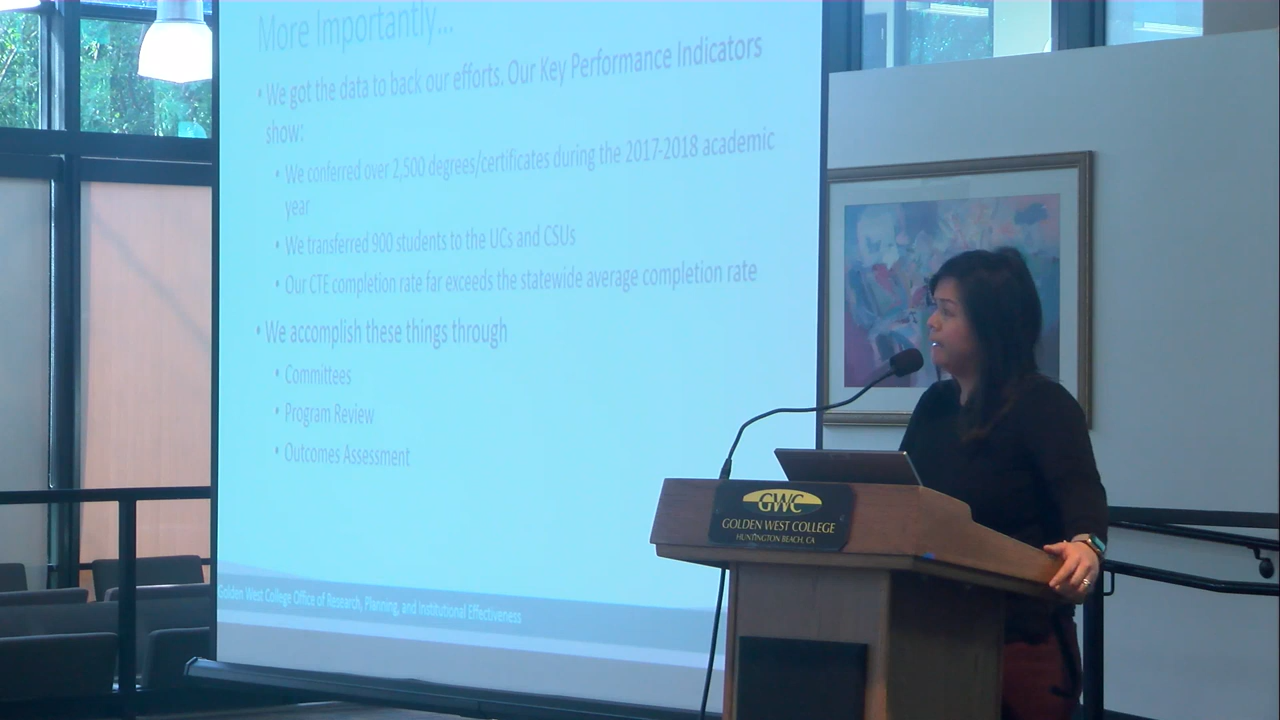 More Importantly...
• We got the data to back our efforts. Our Key Performance Indicators
show:
• We conferred over 2,500 degrees/certificates during the 2017-2018 academic
year
• We transferred 900 students to the UCs and CSUs
• Our CTE completion rate far exceeds the statewide average completion rate
• We accomplish these things through
• Committees
• Program Review
• Outcomes Assessment
Golden West College Office of Research, Planning, and Institutional Effectiveness
GWC
GOLDEN WEST COLLEGE
HUNTINGTON BEACH, CA